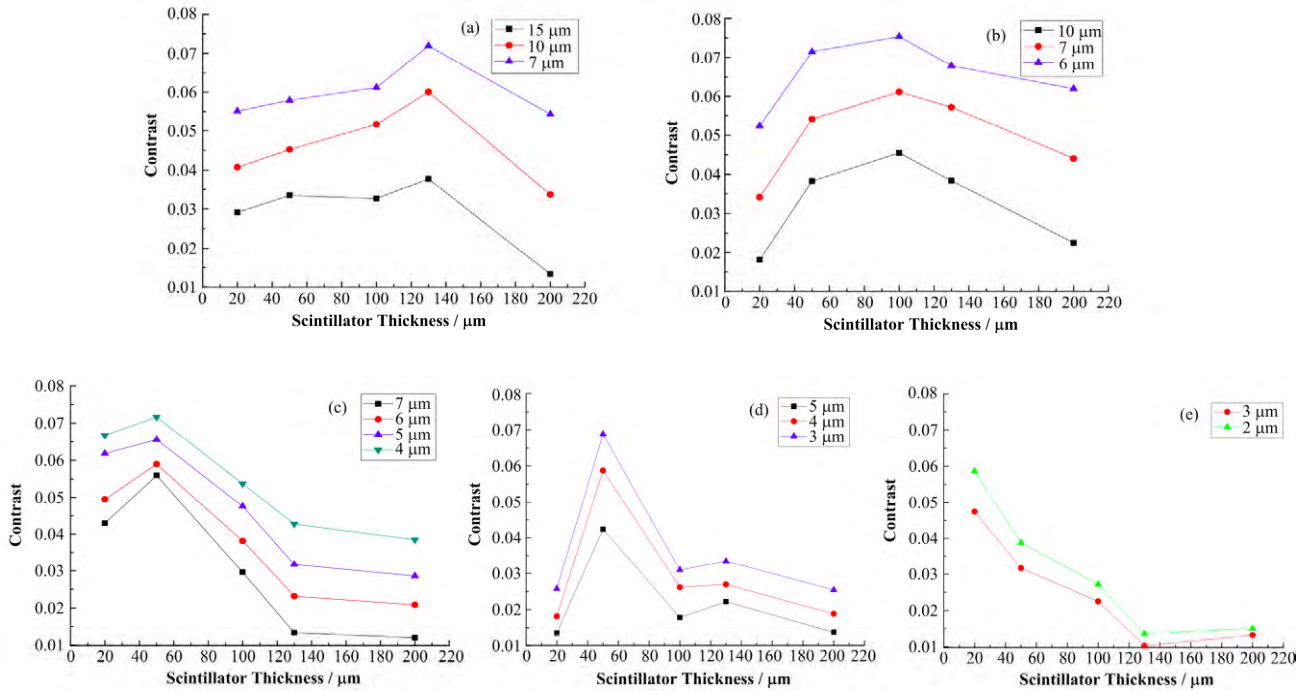 (a)
15 μm
10 μm
7 μm
0.08
0.07
0.06
0.05
0.04
0.03
0.02
0.01
Contrast
0 20 40 60 80 100 120 140 160 180 200 220
Scintillator Thickness / μm
(b)
10 μm
7 μm
6 μm
0.08
0.07
0.06
0.05
0.04
0.03
0.02
0.01
Contrast
0 20 40 60 80 100 120 140 160 180 200 220
Scintillator Thickness / μm
(c)
7 μm
6 μm
5 μm
4 μm
0.08
0.07
0.06
0.05
0.04
0.03
0.02
0.01
Contrast
0 20 40 60 80 100 120 140 160 180 200 220
Scintillator Thickness / μm
(d)
5 μm
4 μm
3 μm
0.08
0.07
0.06
0.05
0.04
0.03
0.02
0.01
Contrast
0 20 40 60 80 100 120 140 160 180 200 220
Scintillator Thickness / μm
(e)
3 μm
2 μm
0.08
0.07
0.06
0.05
0.04
0.03
0.02
0.01
Contrast
0 20 40 60 80 100 120 140 160 180 200 220
Scintillator Thickness / μm